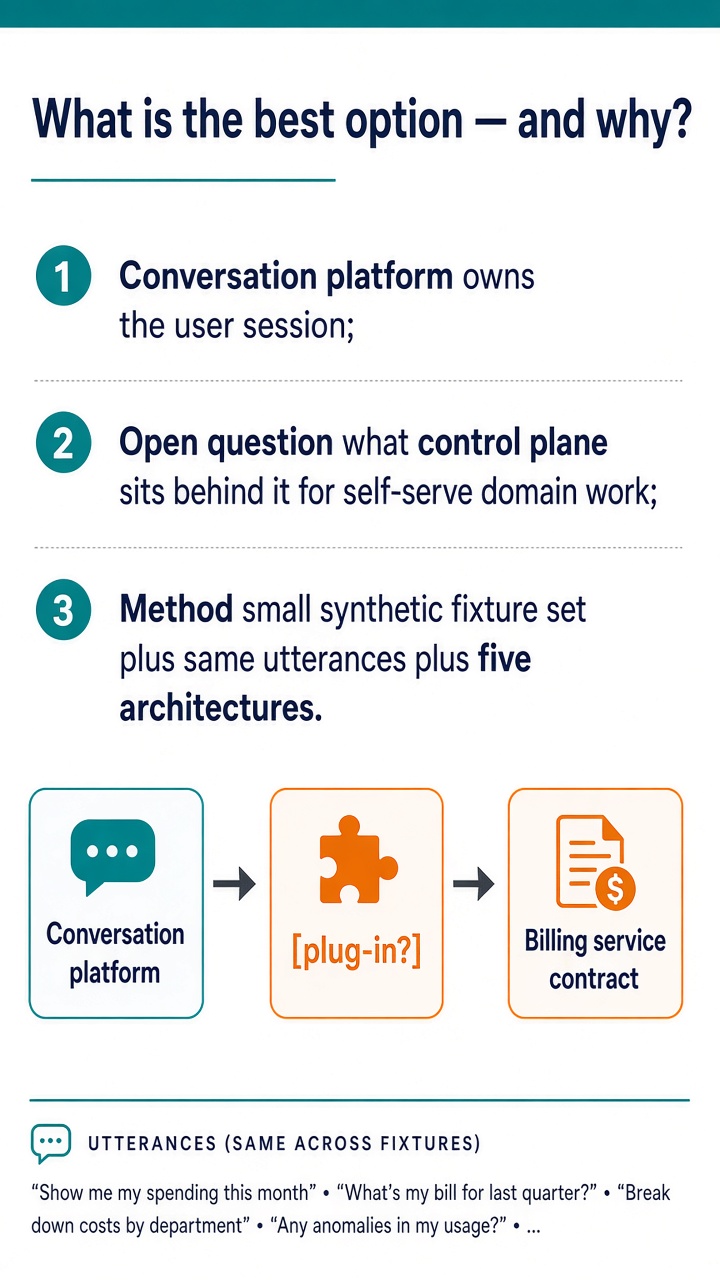 What is the best option — and why?
1
Conversation platform owns
the user session;
2
Open question what control plane
sits behind it for self-serve domain work;
3
Method small synthetic fixture set
plus same utterances plus five
architectures.
Conversation
platform
[plug-in?]
$
Billing service
contract
UTTERANCES (SAME ACROSS FIXTURES)
“Show me my spending this month” • “What’s my bill for last quarter?” • “Break
down costs by department” • “Any anomalies in my usage?” • ...